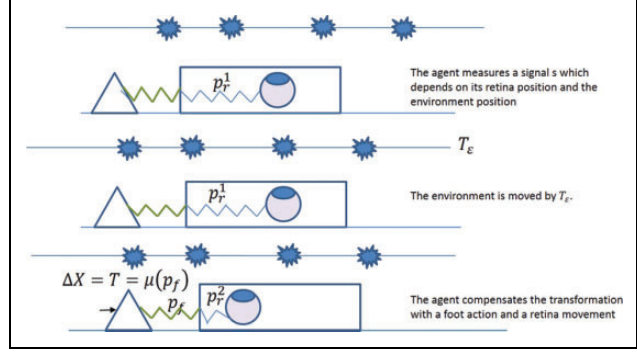 p_r^1
The agent measures a signal s which
depends on its retina position and the
environment position
T_ε
p_r^1
The environment is moved by T_ε.
ΔX = T = μ(p_f)
p_f
p_r^2
The agent compensates the transformation
with a foot action and a retina movement